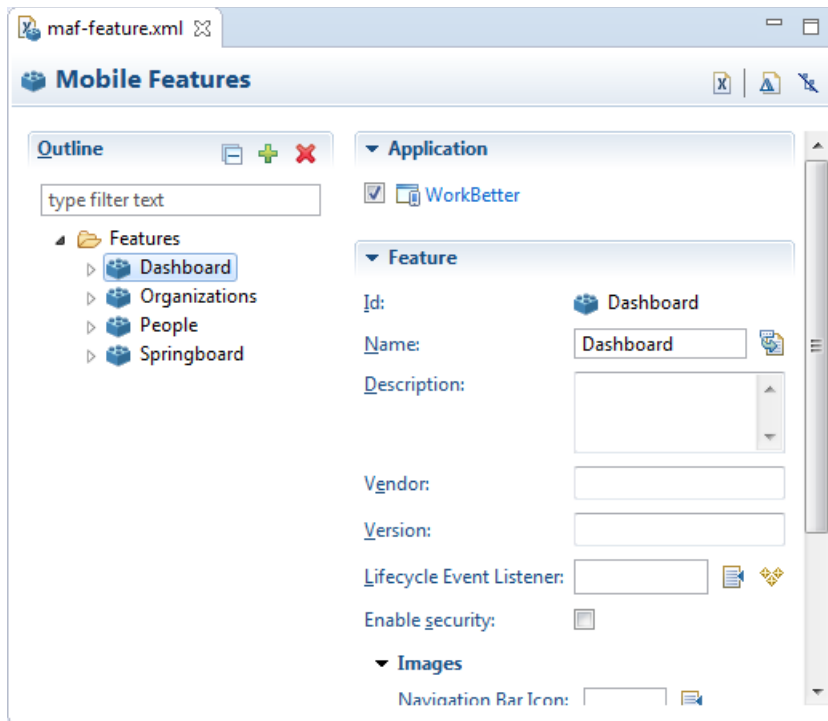 maf-feature.xml
Mobile Features
Outline
type filter text
Features
Dashboard
Organizations
People
Springboard
Application
WorkBetter
Feature
Id: Dashboard
Name: Dashboard
Description:
Vendor:
Version:
Lifecycle Event Listener:
Enable security:
Images
Navigation Bar Icon: